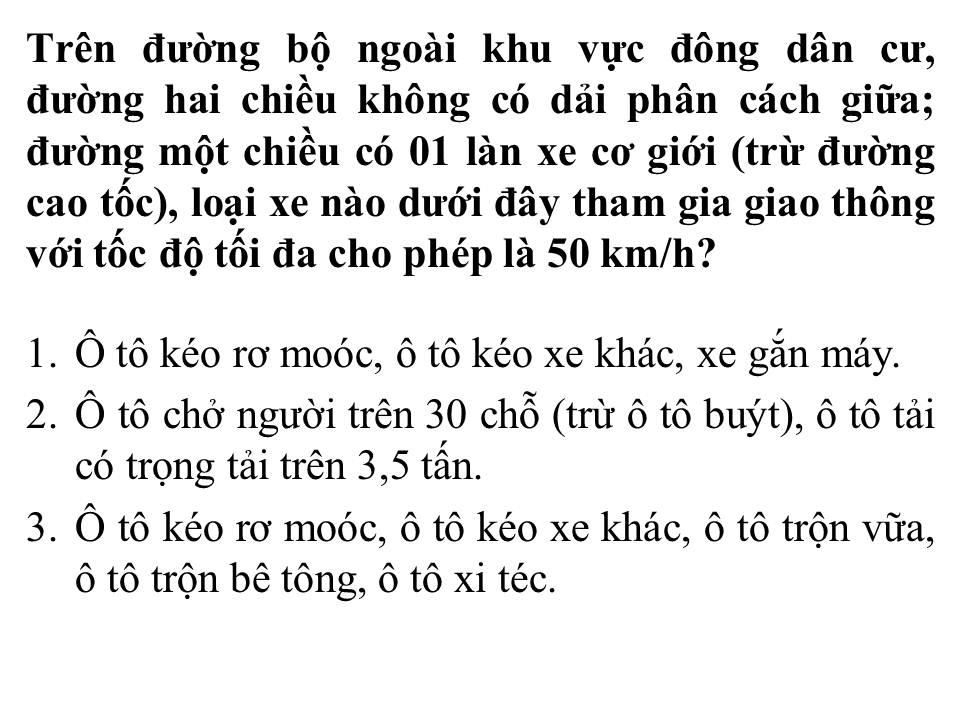 Trên đường bộ ngoài khu vực đông dân cư,
đường hai chiều không có dải phân cách giữa;
đường một chiều có 01 làn xe cơ giới (trừ đường
cao tốc), loại xe nào dưới đây tham gia giao thông
với tốc độ tối đa cho phép là 50 km/h?
1. Ô tô kéo rơ moóc, ô tô kéo xe khác, xe gắn máy.
2. Ô tô chở người trên 30 chỗ (trừ ô tô buýt), ô tô tải
có trọng tải trên 3,5 tấn.
3. Ô tô kéo rơ moóc, ô tô kéo xe khác, ô tô trộn vữa,
ô tô trộn bê tông, ô tô xi téc.